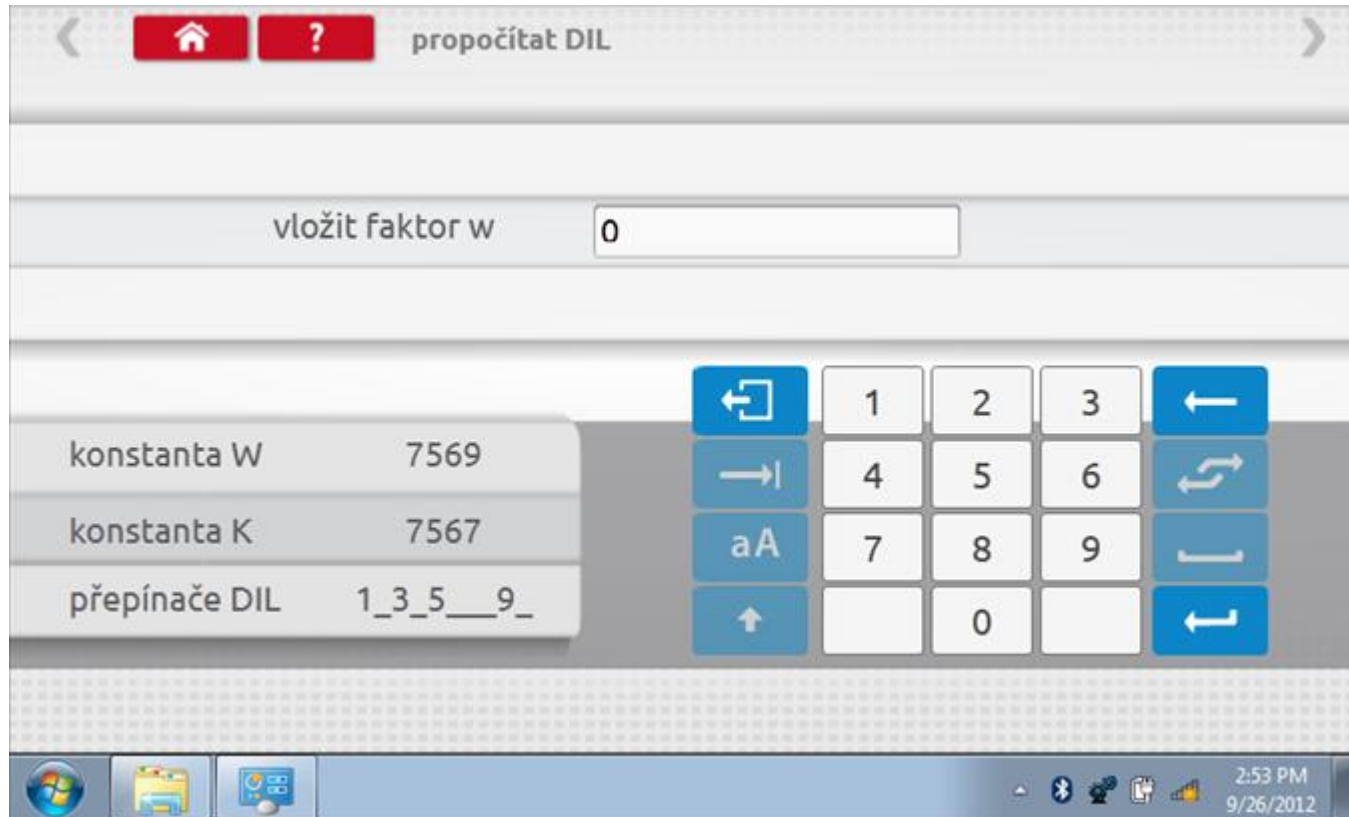 ? propočítat DIL
vložit faktor w 0
konstanta W 7569
konstanta K 7567
přepínače DIL 1_3_5___9_
1 2 3
4 5 6
aA 7 8 9
0
2:53 PM
9/26/2012